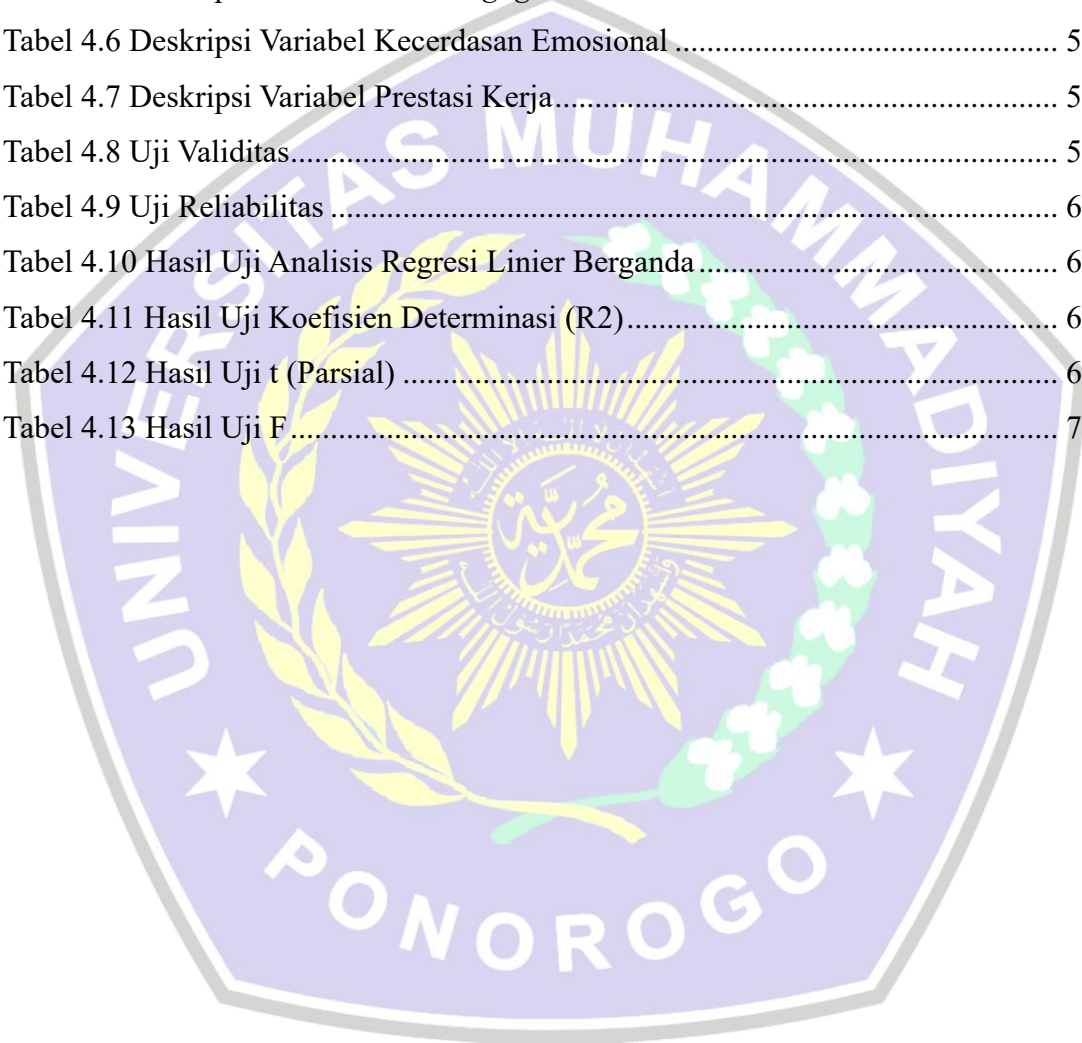 Tabel 4.6 Deskripsi Variabel Kecerdasan Emosional ........................................................ 5
Tabel 4.7 Deskripsi Variabel Prestasi Kerja.......................................................................... 5
Tabel 4.8 Uji Validitas................................................................................................................ 5
Tabel 4.9 Uji Reliabilitas .......................................................................................................... 6
Tabel 4.10 Hasil Uji Analisis Regresi Linier Berganda..................................................... 6
Tabel 4.11 Hasil Uji Koefisien Determinasi (R2)............................................................... 6
Tabel 4.12 Hasil Uji t (Parsial) ................................................................................................ 6
Tabel 4.13 Hasil Uji F................................................................................................................ 7
UNIVERSITAS MUHAMMADIYAH
PONOROGO
محمدية